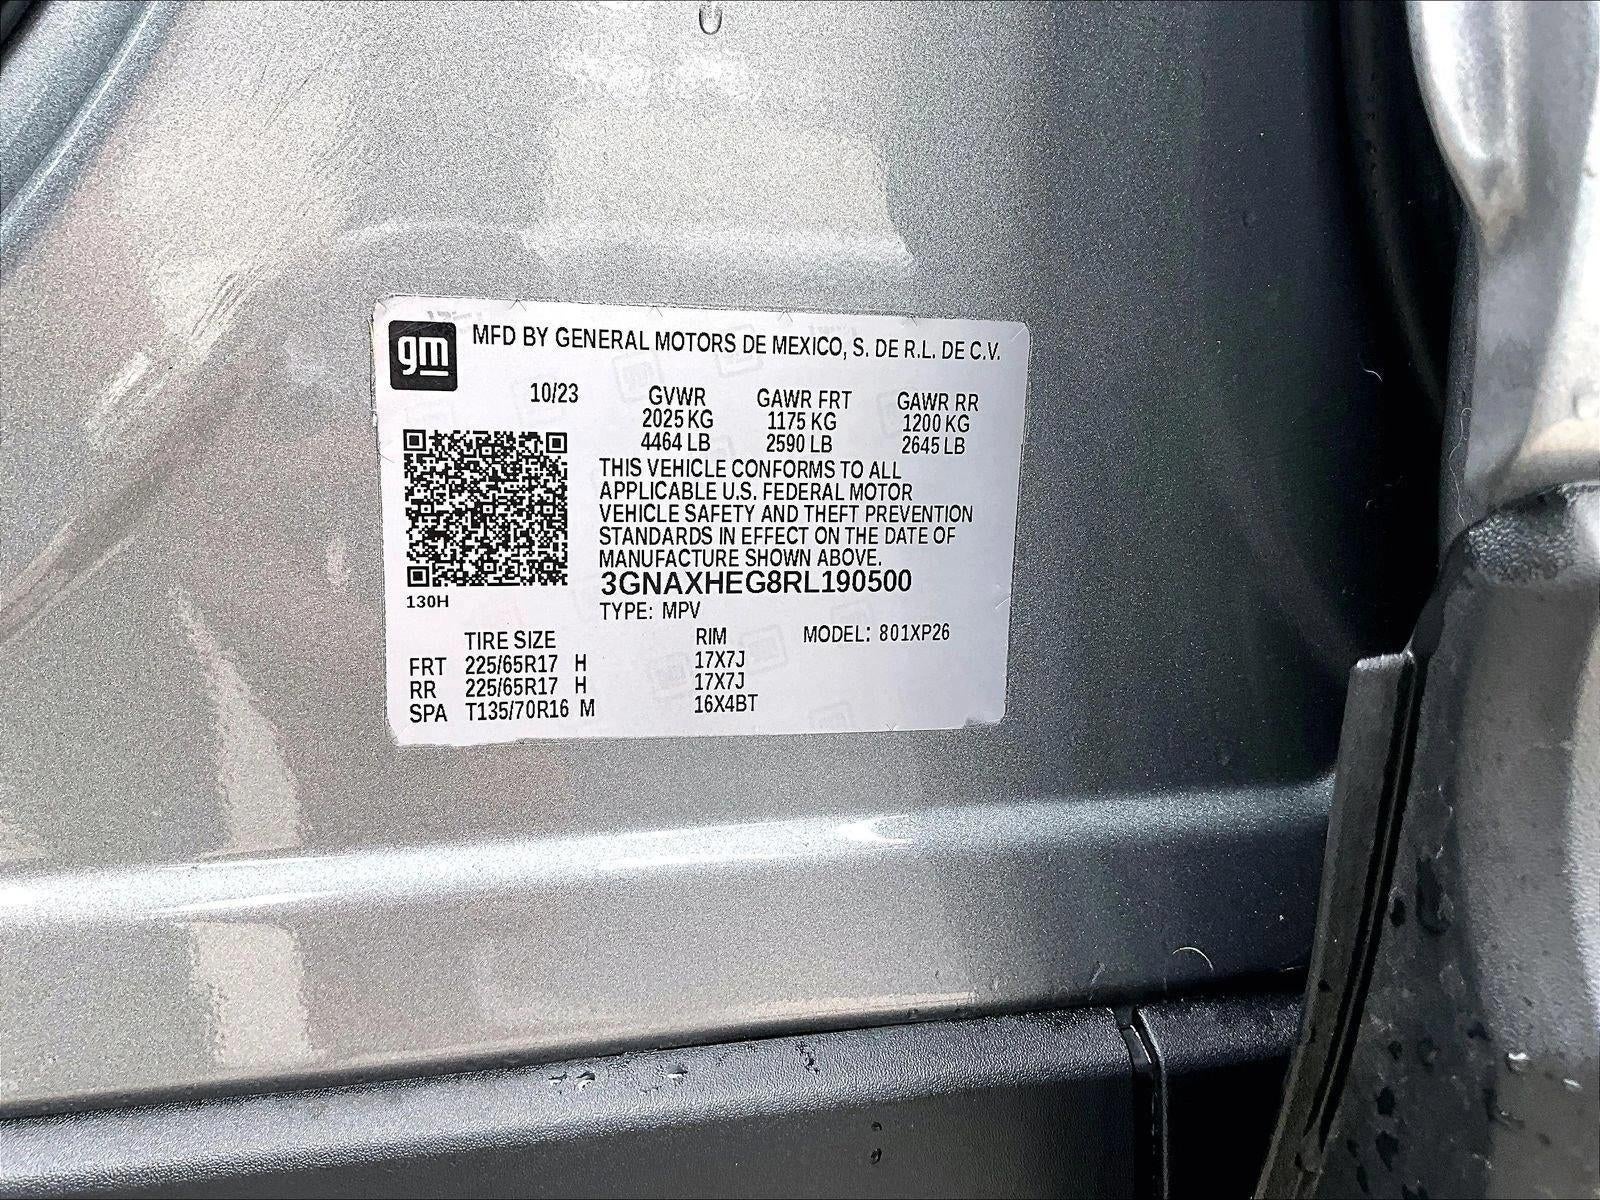 gm MFD BY GENERAL MOTORS DE MEXICO, S. DE R.L. DE C.V.
10/23 GVWR GAWR FRT GAWR RR
2025 KG 1175 KG 1200 KG
4464 LB 2590 LB 2645 LB
THIS VEHICLE CONFORMS TO ALL
APPLICABLE U.S. FEDERAL MOTOR
VEHICLE SAFETY AND THEFT PREVENTION
STANDARDS IN EFFECT ON THE DATE OF
MANUFACTURE SHOWN ABOVE.
3GNAXHEG8RL190500
130H
TYPE: MPV
TIRE SIZE RIM MODEL: 801XP26
FRT 225/65R17 H 17X7J
RR 225/65R17 H 17X7J
SPA T135/70R16 M 16X4BT